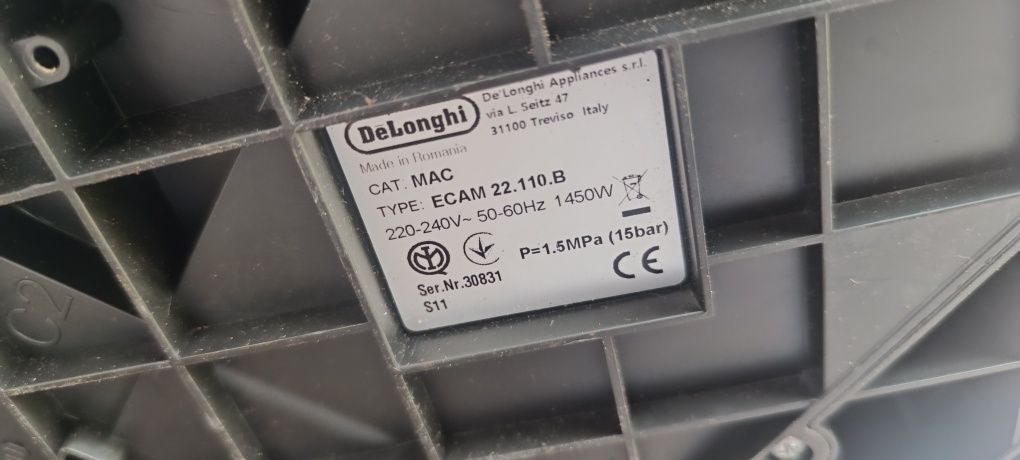 DeLonghi
De'Longhi Appliances s.r.l.
via L. Seitz 47
31100 Treviso Italy
Made in Romania
CAT: MAC
TYPE: ECAM 22.110.B
220-240V~ 50-60Hz 1450W
P=1.5MPa (15bar)
Ser.Nr.30831
S11
CE
C2